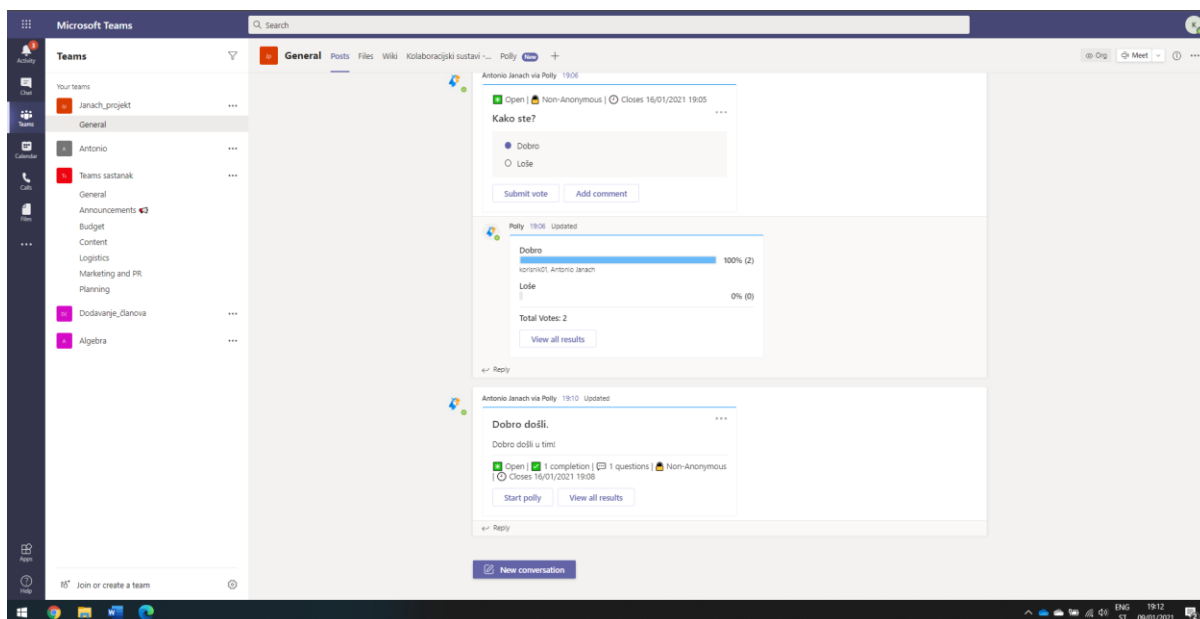 Microsoft Teams
Search
K
3
Activity
Chat
Teams
Calendar
Calls
Files
Apps
Help
Teams
Your teams
Janach_projekt
General
A
Antonio
Teams sastanak
General
Announcements
Budget
Content
Logistics
Marketing and PR
Planning
Dodavanje_članova
A
Algebra
Join or create a team
General Posts Files Wiki Kolaboracijski sustavi -... Polly New
Org Meet
Antonio Janach via Polly 19:06
Open | Non-Anonymous | Closes 16/01/2021 19:05
Kako ste?
Dobro
Loše
Submit vote Add comment
Polly 19:06 Updated
Dobro
100% (2)
korisnik01, Antonio Janach
Loše
0% (0)
Total Votes: 2
View all results
Reply
Antonio Janach via Polly 19:10 Updated
Dobro došli.
Dobro došli u tim!
Open | 1 completion | 1 questions | Non-Anonymous
| Closes 16/01/2021 19:08
Start polly View all results
Reply
New conversation
ENG 19:12
ST 09/01/2021